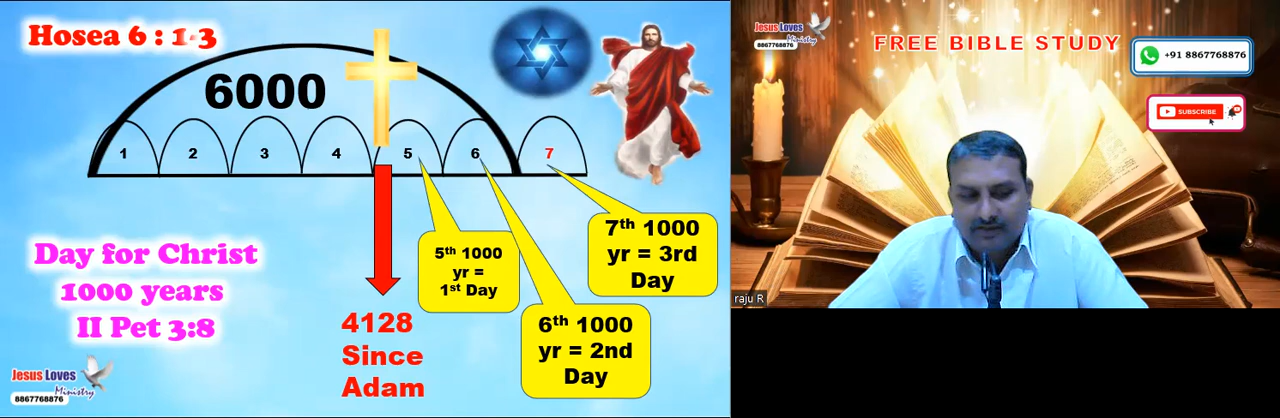 Hosea 6 : 1-3
6000
1
2
3
4
5
6
7
Day for Christ
1000 years
II Pet 3:8
4128
Since
Adam
5th 1000
yr =
1st Day
6th 1000
yr = 2nd
Day
7th 1000
yr = 3rd
Day
Jesus Loves
Ministry
8867768876
Jesus Loves
Ministry
8867768876
FREE BIBLE STUDY
+91 8867768876
SUBSCRIBE
raju R